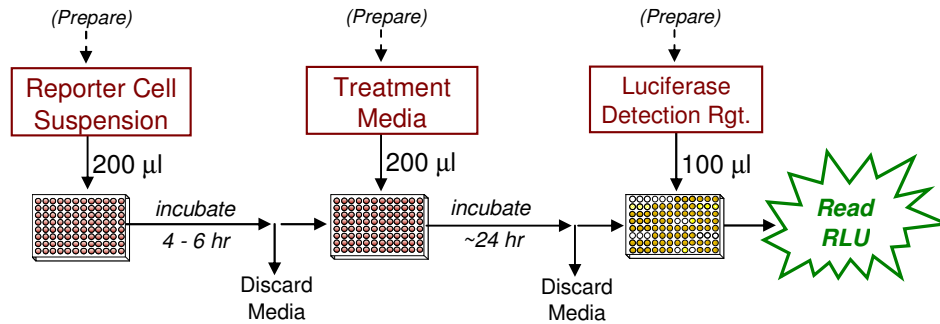 (Prepare)
(Prepare)
(Prepare)
Reporter Cell
Suspension
Treatment
Media
Luciferase
Detection Rgt.
200 µl
200 µl
100 µl
incubate
4 - 6 hr
incubate
~24 hr
Read
RLU
Discard
Media
Discard
Media